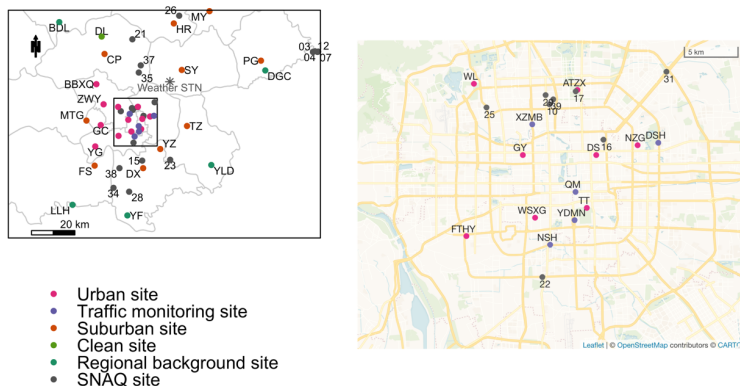 26
MY
BDL
DL
HR
21
N
03
12
04
07
CP
37
PG
SY
35
DGC
BBXQ
Weather STN
ZWY
MTG
GC
TZ
YG
YZ
15
23
FS
38
DX
YLD
34
28
LLH
YF
20 km
5 km
WL
ATZX
31
17
25
10
XZMB
NZG
DSH
GY
DS
16
QM
TT
WSXG
YDMN
FTHY
NSH
22
Leaflet | © OpenStreetMap contributors © CARTO
Urban site
Traffic monitoring site
Suburban site
Clean site
Regional background site
SNAQ site